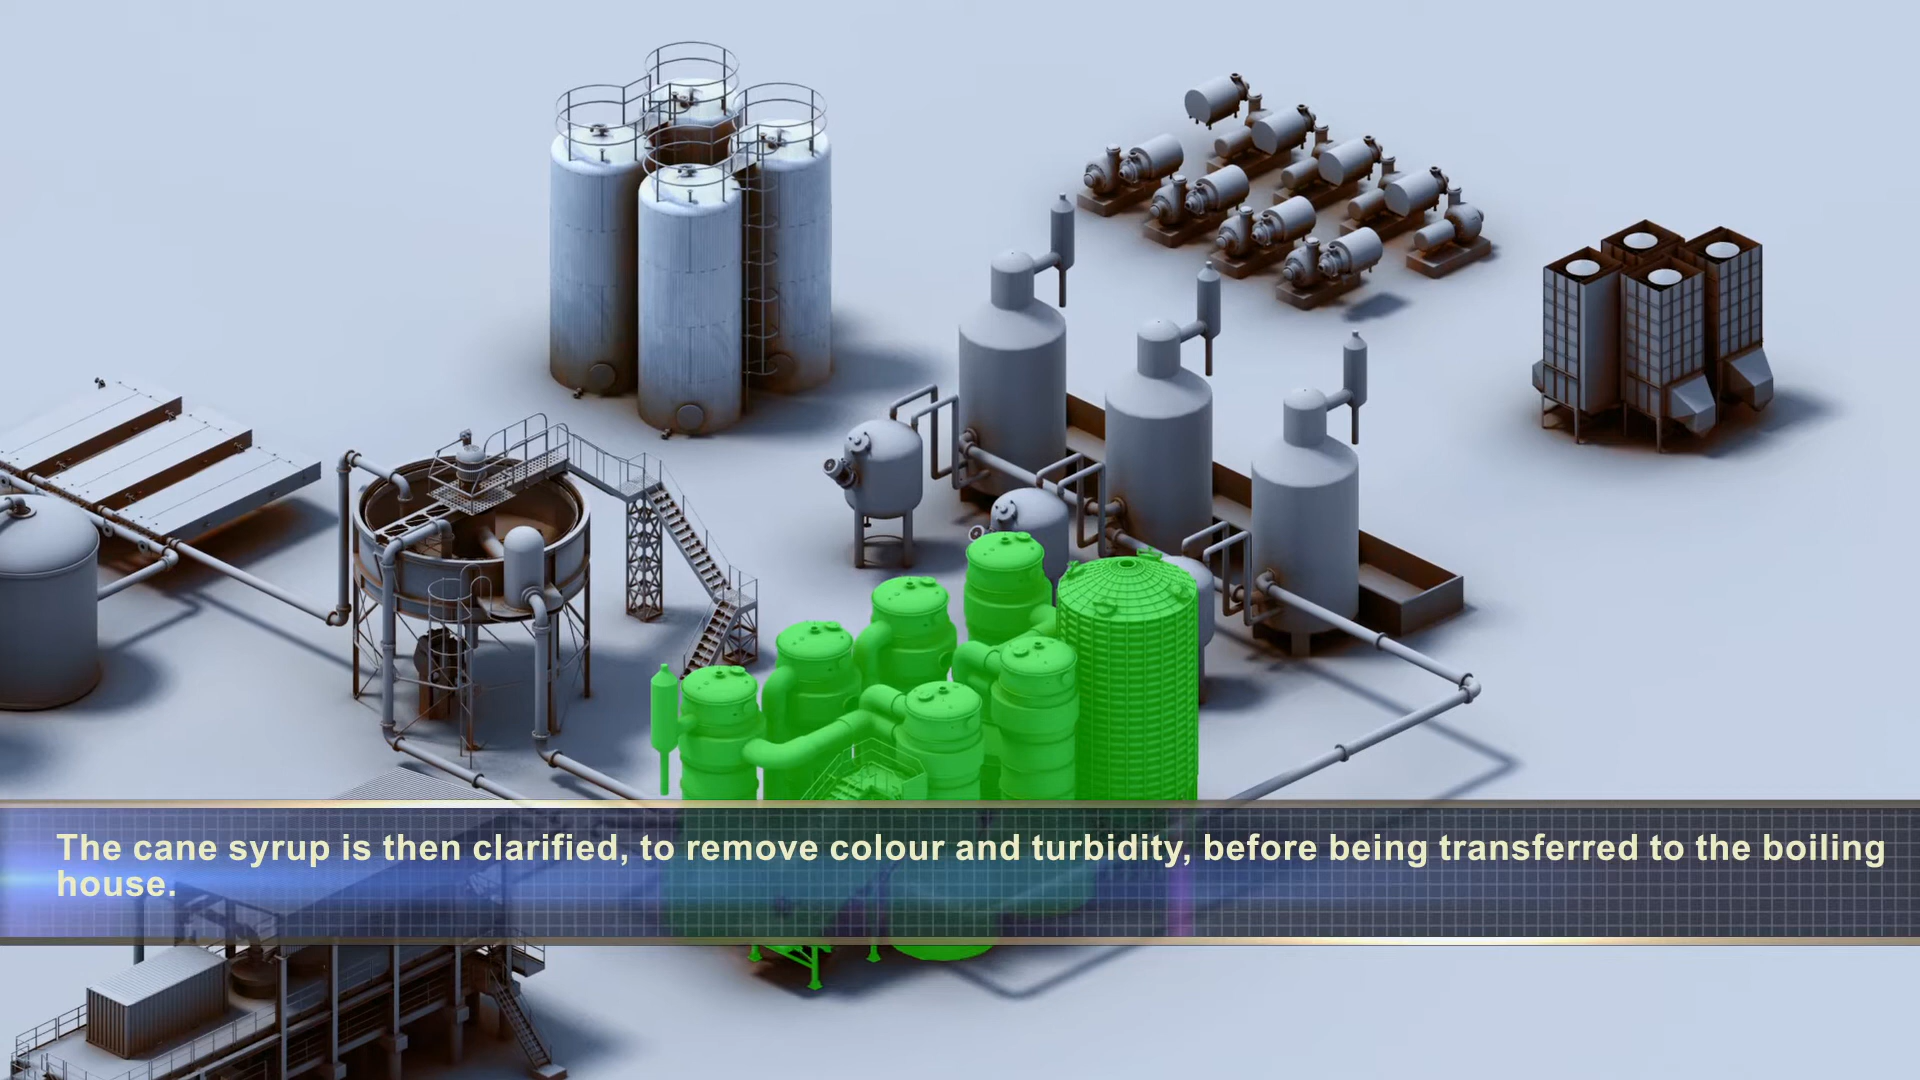 The cane syrup is then clarified, to remove colour and turbidity, before being transferred to the boiling
house.